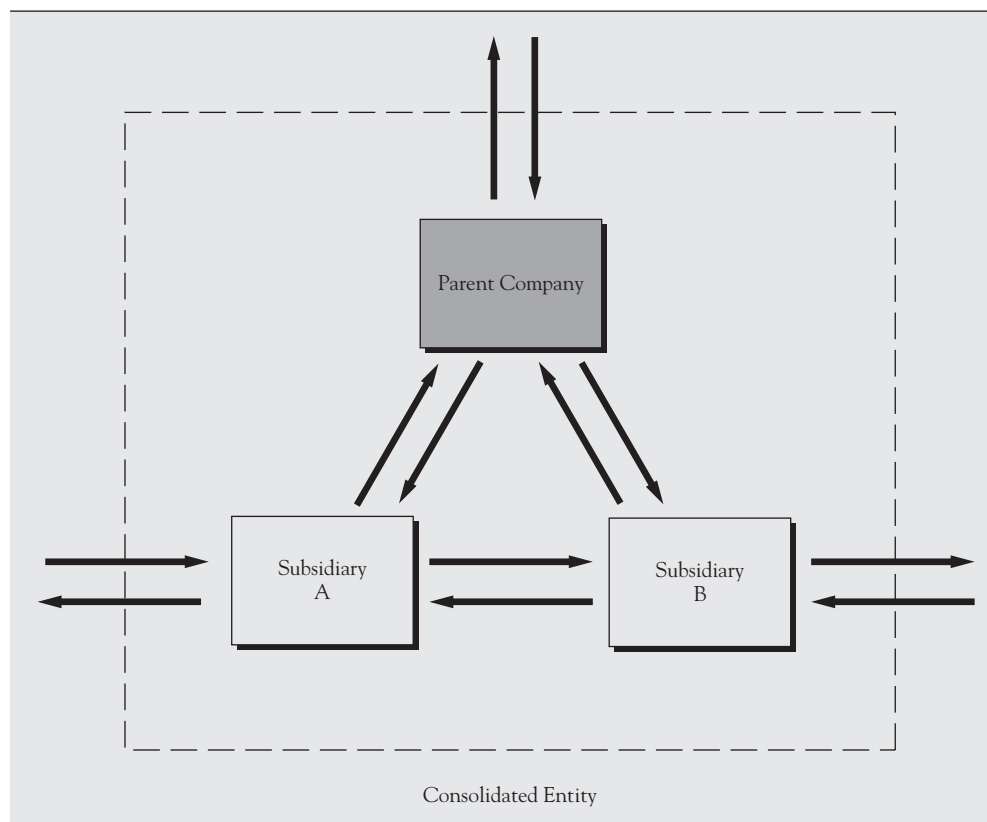 Parent Company
Subsidiary
A
Subsidiary
B
Consolidated Entity